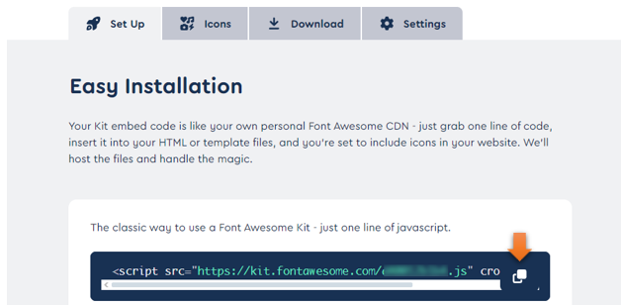 Set Up
Icons
Download
Settings
Easy Installation
Your Kit embed code is like your own personal Font Awesome CDN - just grab one line of code,
insert it into your HTML or template files, and you're set to include icons in your website. We'll
host the files and handle the magic.
The classic way to use a Font Awesome Kit - just one line of javascript.
<script src="https://kit.fontawesome.com/ .js" cro